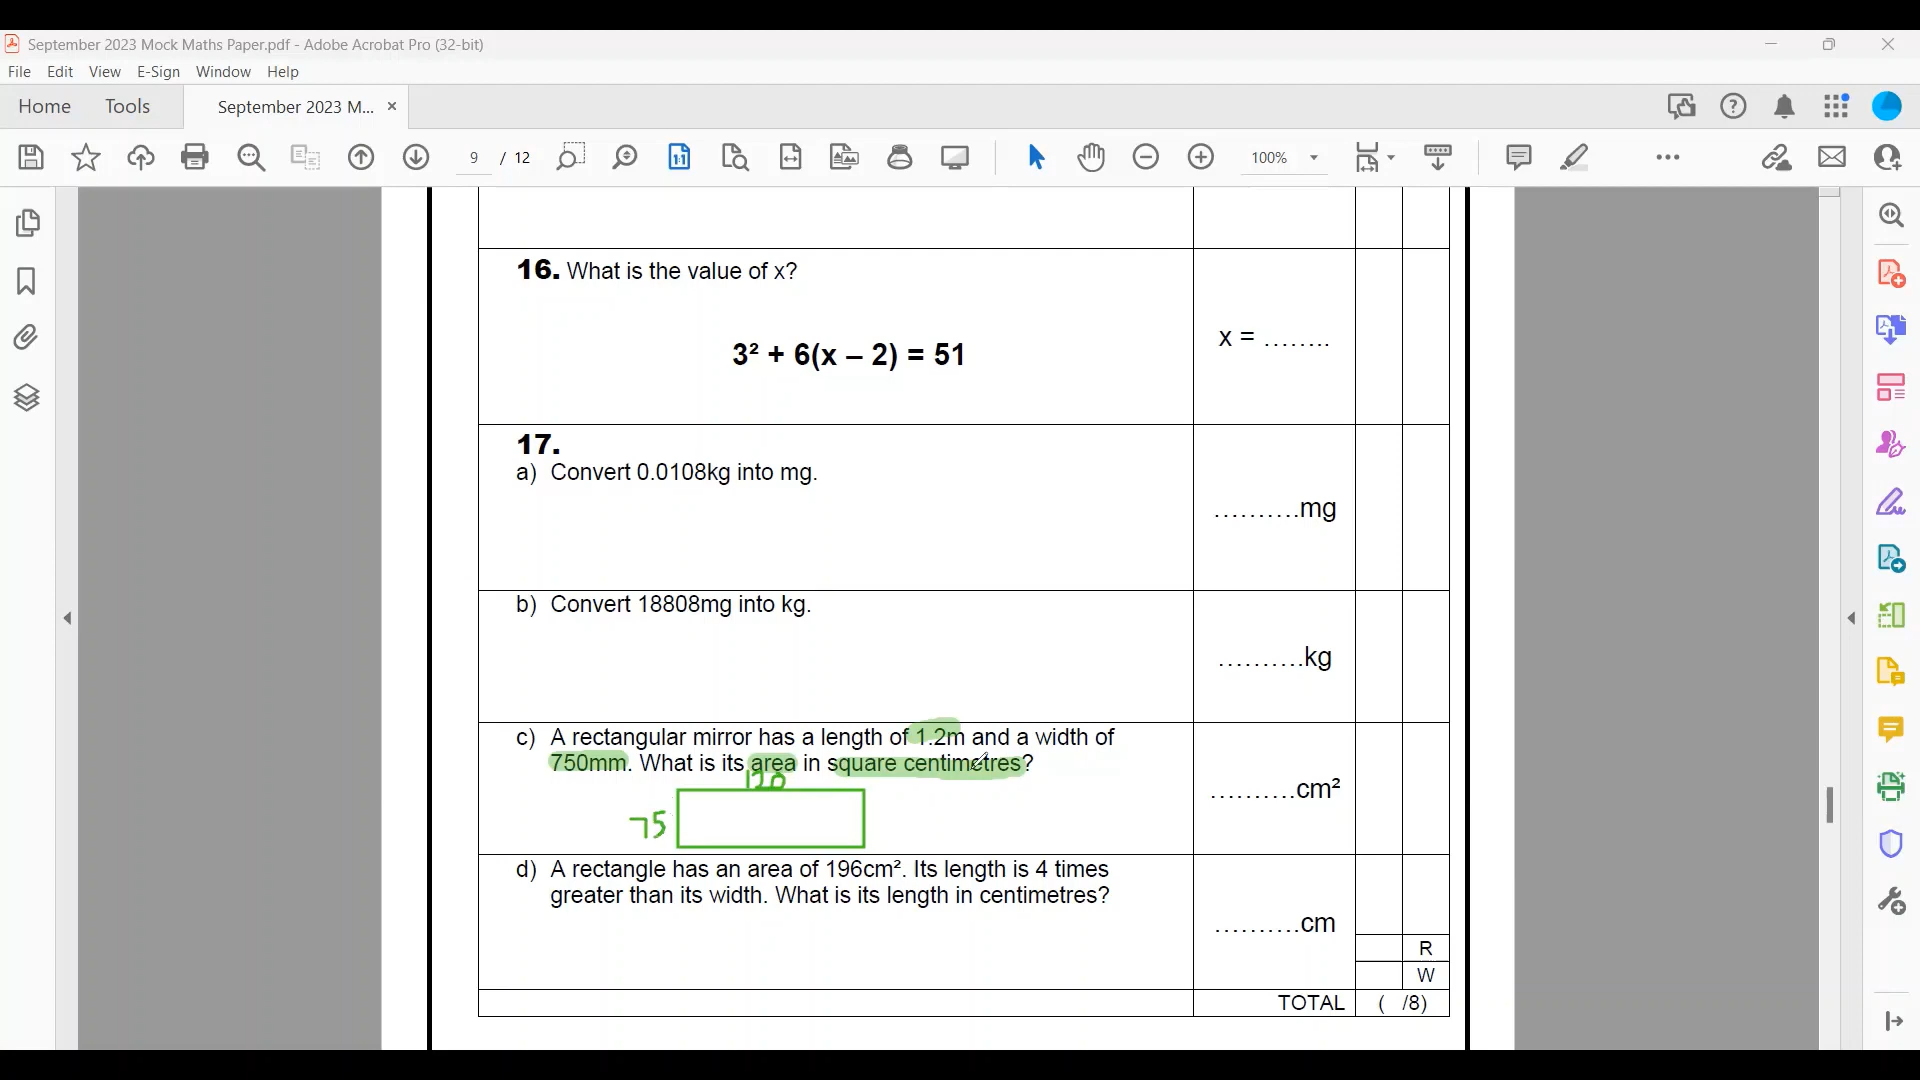 September 2023 Mock Maths Paper.pdf - Adobe Acrobat Pro (32-bit)
File Edit View E-Sign Window Help
Home Tools September 2023 M... ×
9 / 12 1:1 100%
16. What is the value of x?
3² + 6(x – 2) = 51
x = ……..
17.
a) Convert 0.0108kg into mg.
……….mg
b) Convert 18808mg into kg.
……….kg
c) A rectangular mirror has a length of 1.2m and a width of
750mm. What is its area in square centimetres?
120
75
……….cm²
d) A rectangle has an area of 196cm². Its length is 4 times
greater than its width. What is its length in centimetres?
……….cm
R
W
TOTAL ( /8)